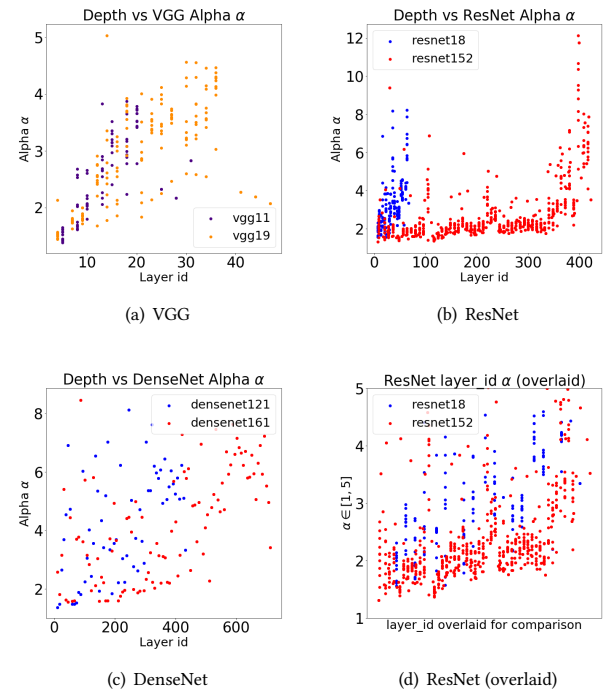 Depth vs VGG Alpha α
5
4
3
2
Alpha α
vgg11
vgg19
10
20
30
40
Layer id
(a) VGG
Depth vs ResNet Alpha α
12
10
8
6
4
2
Alpha α
resnet18
resnet152
0
100
200
300
400
Layer id
(b) ResNet
Depth vs DenseNet Alpha α
8
6
4
2
Alpha α
densenet121
densenet161
0
200
400
600
Layer id
(c) DenseNet
ResNet layer_id α (overlaid)
5
4
3
2
1
α ∈ [1, 5]
resnet18
resnet152
layer_id overlaid for comparison
(d) ResNet (overlaid)